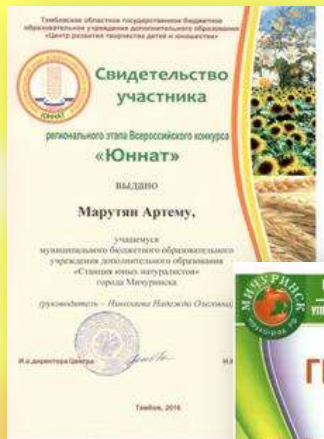 Тамбовское областное государственное бюджетное
образовательное учреждение дополнительного образования
«Центр развития творчества детей и юношества»
ЮННАТ
Свидетельство
участника
регионального этапа Всероссийского конкурса
«Юннат»
выдано
Марутян Артему,
учащемуся
муниципального бюджетного образовательного
учреждения дополнительного образования
«Станция юных натуралистов»
города Мичуринска
(руководитель – Николаева Надежда Олеговна)
И.о.директора Центра
Тамбов, 2016
МИЧУРИНСК